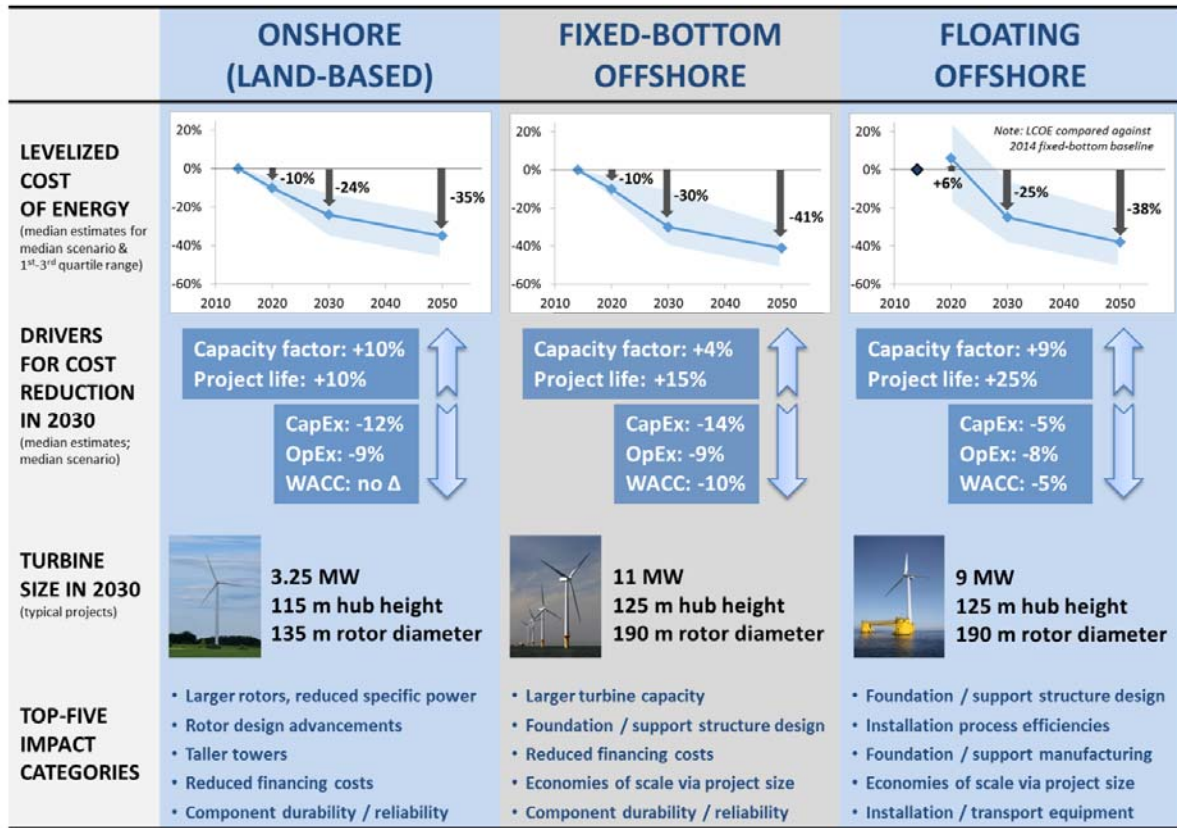 ONSHORE
(LAND-BASED)
FIXED-BOTTOM
OFFSHORE
FLOATING
OFFSHORE
LEVELIZED
COST
OF ENERGY
(median estimates for
median scenario &
1st-3rd quartile range)
20%
0%
-20%
-40%
-60%
2010 2020 2030 2040 2050
-10%
-24%
-35%
20%
0%
-20%
-40%
-60%
2010 2020 2030 2040 2050
-10%
-30%
-41%
20%
0%
-20%
-40%
-60%
2010 2020 2030 2040 2050
Note: LCOE compared against
2014 fixed-bottom baseline
+6%
-25%
-38%
DRIVERS
FOR COST
REDUCTION
IN 2030
(median estimates;
median scenario)
Capacity factor: +10%
Project life: +10%
CapEx: -12%
OpEx: -9%
WACC: no Δ
Capacity factor: +4%
Project life: +15%
CapEx: -14%
OpEx: -9%
WACC: -10%
Capacity factor: +9%
Project life: +25%
CapEx: -5%
OpEx: -8%
WACC: -5%
TURBINE
SIZE IN 2030
(typical projects)
3.25 MW
115 m hub height
135 m rotor diameter
11 MW
125 m hub height
190 m rotor diameter
9 MW
125 m hub height
190 m rotor diameter
TOP-FIVE
IMPACT
CATEGORIES
• Larger rotors, reduced specific power
• Rotor design advancements
• Taller towers
• Reduced financing costs
• Component durability / reliability
• Larger turbine capacity
• Foundation / support structure design
• Reduced financing costs
• Economies of scale via project size
• Component durability / reliability
• Foundation / support structure design
• Installation process efficiencies
• Foundation / support manufacturing
• Economies of scale via project size
• Installation / transport equipment